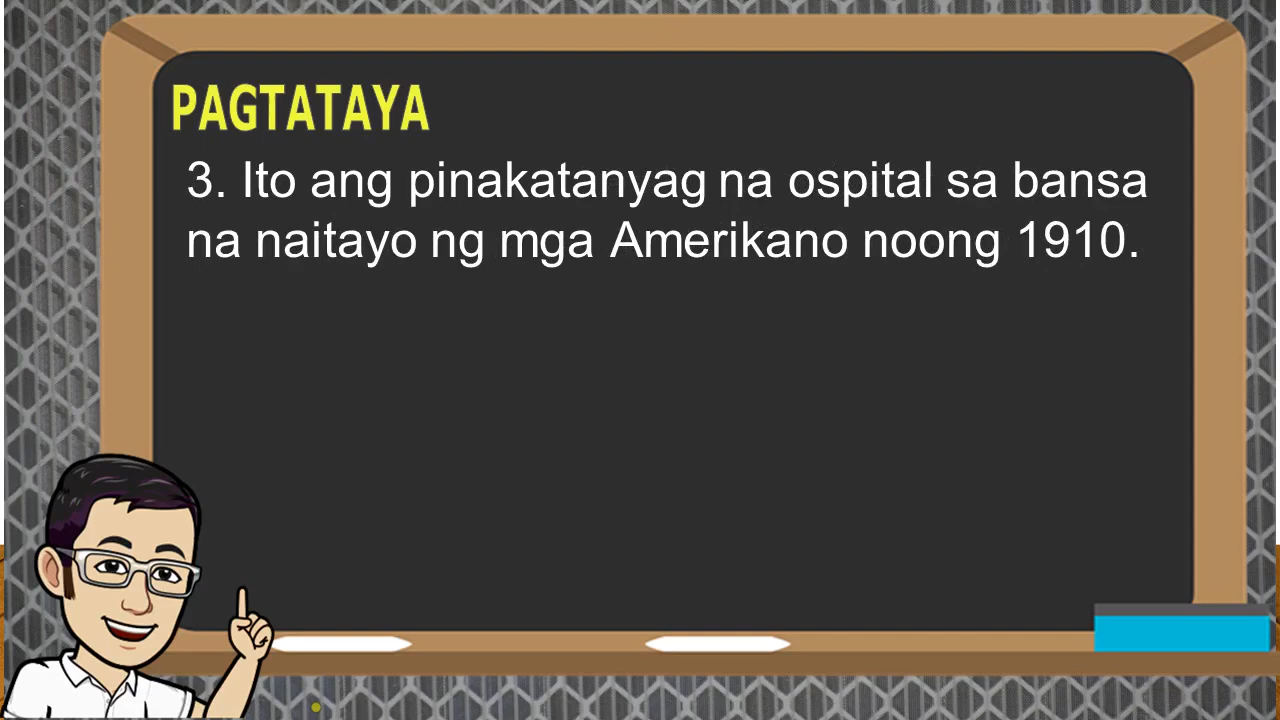 PAGTATAYA
3. Ito ang pinakatanyag na ospital sa bansa
na naitayo ng mga Amerikano noong 1910.